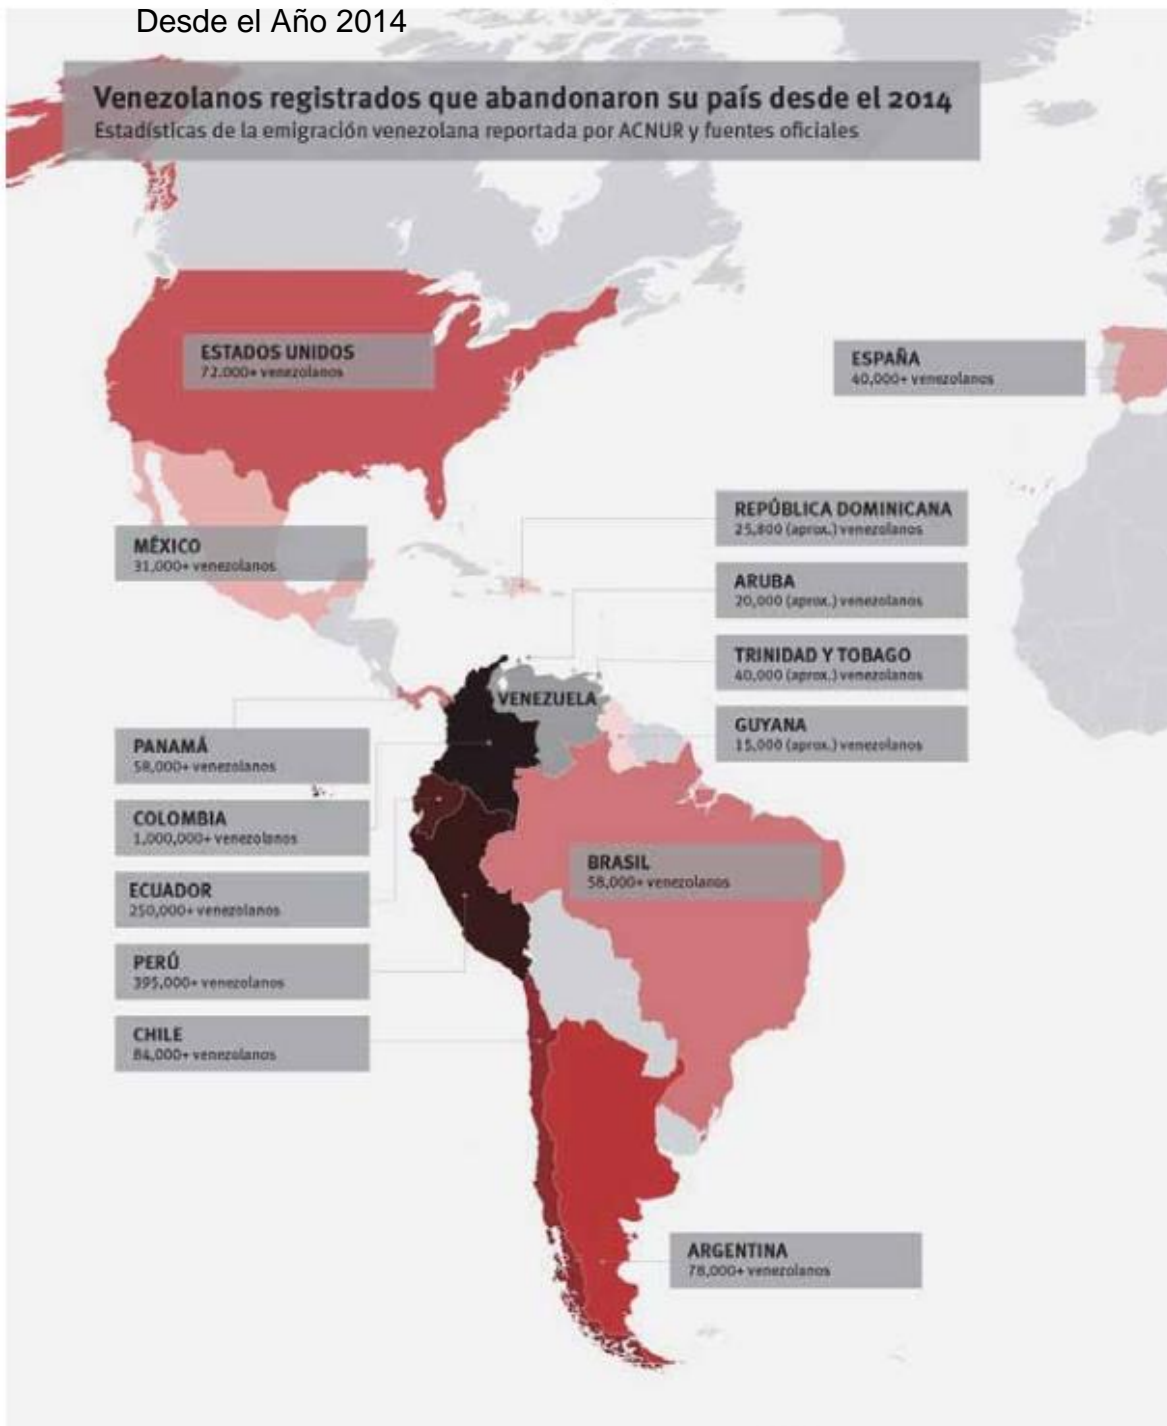 Desde el Año 2014
Venezolanos registrados que abandonaron su país desde el 2014
Estadísticas de la emigración venezolana reportada por ACNUR y fuentes oficiales
ESTADOS UNIDOS
72.000+ venezolanos
ESPAÑA
40,000+ venezolanos
MÉXICO
31,000+ venezolanos
REPÚBLICA DOMINICANA
25,800 (aprox.) venezolanos
ARUBA
20,000 (aprox.) venezolanos
TRINIDAD Y TOBAGO
40,000 (aprox.) venezolanos
VENEZUELA
GUYANA
15,000 (aprox.) venezolanos
PANAMÁ
58,000+ venezolanos
COLOMBIA
1,000,000+ venezolanos
ECUADOR
250,000+ venezolanos
BRASIL
58,000+ venezolanos
PERÚ
395,000+ venezolanos
CHILE
84,000+ venezolanos
ARGENTINA
78,000+ venezolanos